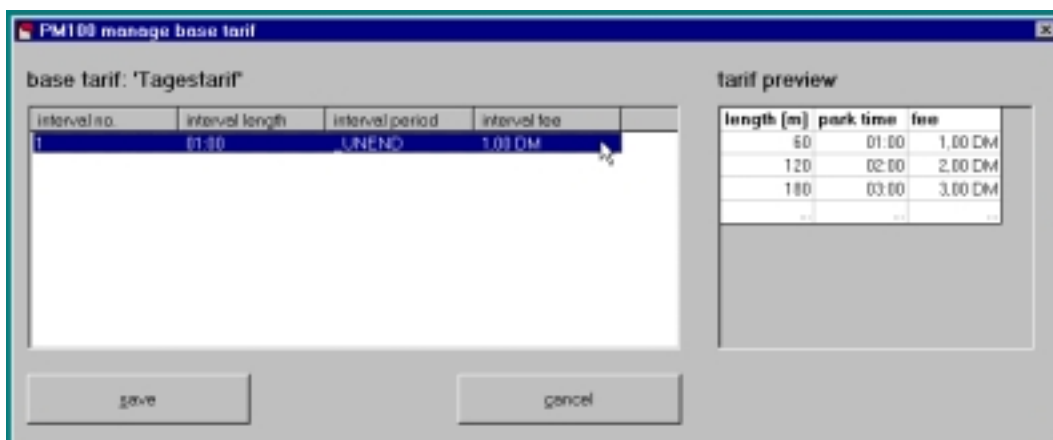 PM100 manage base tarif
base tarif: 'Tagestarif'
interval no. interval length interval period interval fee
1 01:00 _UNEND 1.00 DM
save
cancel
tarif preview
length [m] park time fee
60 01:00 1,00 DM
120 02:00 2,00 DM
180 03:00 3,00 DM
.. .. ..